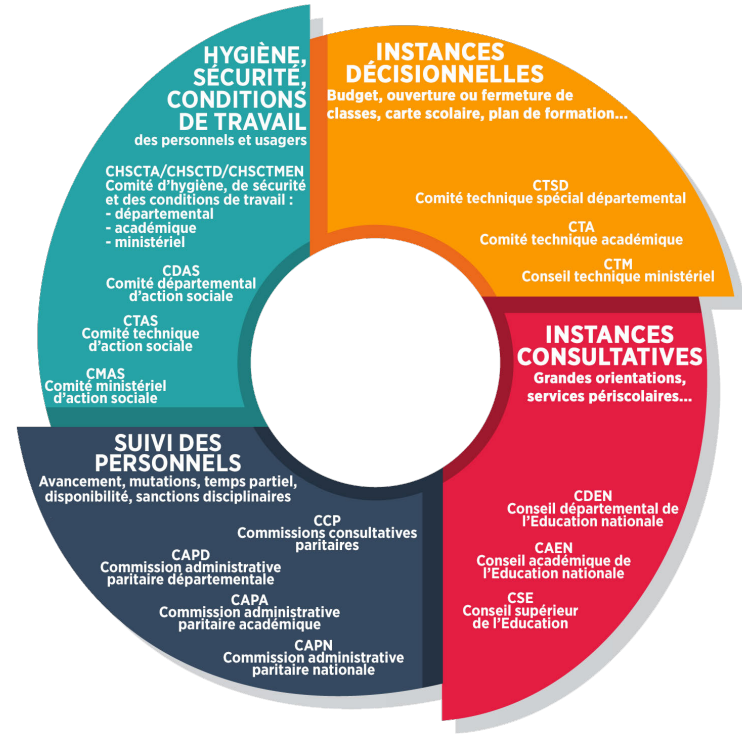 HYGIÈNE,
SÉCURITÉ,
CONDITIONS
DE TRAVAIL
des personnels et usagers
CHSCTA/CHSCTD/CHSCTMEN
Comité d'hygiène, de sécurité
et des conditions de travail :
- départemental
- académique
- ministériel
CDAS
Comité départemental
d'action sociale
CTAS
Comité technique
d'action sociale
CMAS
Comité ministériel
d'action sociale
INSTANCES
DÉCISIONNELLES
Budget, ouverture ou fermeture de
classes, carte scolaire, plan de formation...
CTSD
Comité technique spécial départemental
CTA
Comité technique académique
CTM
Conseil technique ministériel
INSTANCES
CONSULTATIVES
Grandes orientations,
services périscolaires...
CDEN
Conseil départemental de
l'Education nationale
CAEN
Conseil académique de
l'Education nationale
CSE
Conseil supérieur
de l'Education
SUIVI DES
PERSONNELS
Avancement, mutations, temps partiel,
disponibilité, sanctions disciplinaires
CCP
Commissions consultatives
paritaires
CAPD
Commission administrative
paritaire départementale
CAPA
Commission administrative
paritaire académique
CAPN
Commission administrative
paritaire nationale